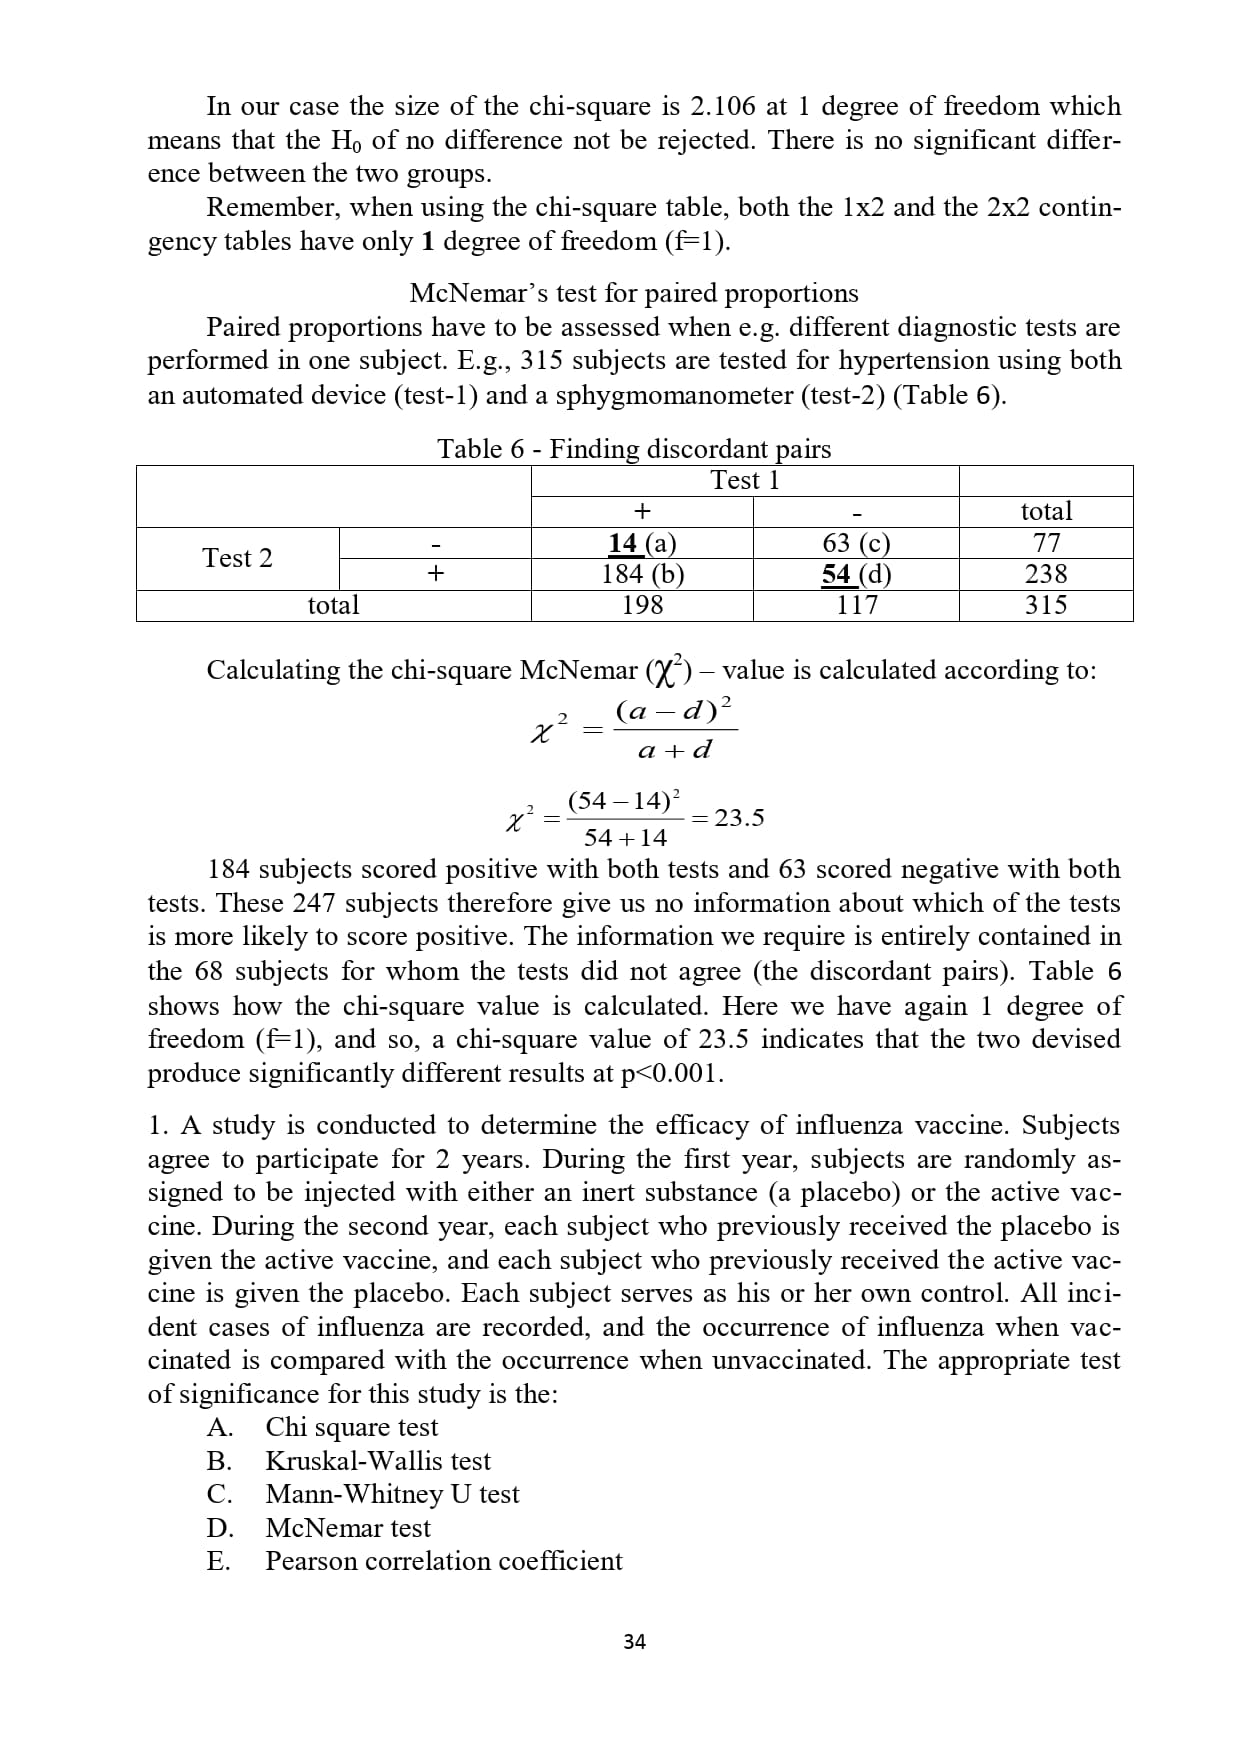 In our case the size of the chi-square is 2.106 at 1 degree of freedom which
means that the H₀ of no difference not be rejected. There is no significant differ-
ence between the two groups.
Remember, when using the chi-square table, both the 1x2 and the 2x2 contin-
gency tables have only 1 degree of freedom (f=1).
McNemar’s test for paired proportions
Paired proportions have to be assessed when e.g. different diagnostic tests are
performed in one subject. E.g., 315 subjects are tested for hypertension using both
an automated device (test-1) and a sphygmomanometer (test-2) (Table 6).
Table 6 - Finding discordant pairs
Test 1
+ - total
Test 2 - 14 (a) 63 (c) 77
+ 184 (b) 54 (d) 238
total 198 117 315
Calculating the chi-square McNemar (χ²) – value is calculated according to:
χ² = (a − d)² / a + d
χ² = (54 − 14)² / 54 + 14 = 23.5
184 subjects scored positive with both tests and 63 scored negative with both
tests. These 247 subjects therefore give us no information about which of the tests
is more likely to score positive. The information we require is entirely contained in
the 68 subjects for whom the tests did not agree (the discordant pairs). Table 6
shows how the chi-square value is calculated. Here we have again 1 degree of
freedom (f=1), and so, a chi-square value of 23.5 indicates that the two devised
produce significantly different results at p<0.001.
1. A study is conducted to determine the efficacy of influenza vaccine. Subjects
agree to participate for 2 years. During the first year, subjects are randomly as-
signed to be injected with either an inert substance (a placebo) or the active vac-
cine. During the second year, each subject who previously received the placebo is
given the active vaccine, and each subject who previously received the active vac-
cine is given the placebo. Each subject serves as his or her own control. All inci-
dent cases of influenza are recorded, and the occurrence of influenza when vac-
cinated is compared with the occurrence when unvaccinated. The appropriate test
of significance for this study is the:
A. Chi square test
B. Kruskal-Wallis test
C. Mann-Whitney U test
D. McNemar test
E. Pearson correlation coefficient
34